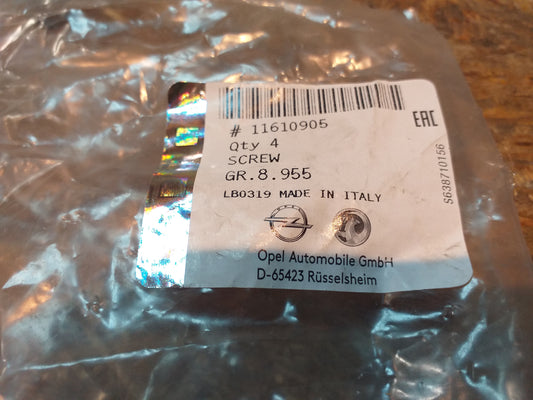 # 11610905
Qty 4
SCREW
GR.8.955
LB0319 MADE IN ITALY
Opel Automobile GmbH
D-65423 Rüsselsheim
EAC
S638710156